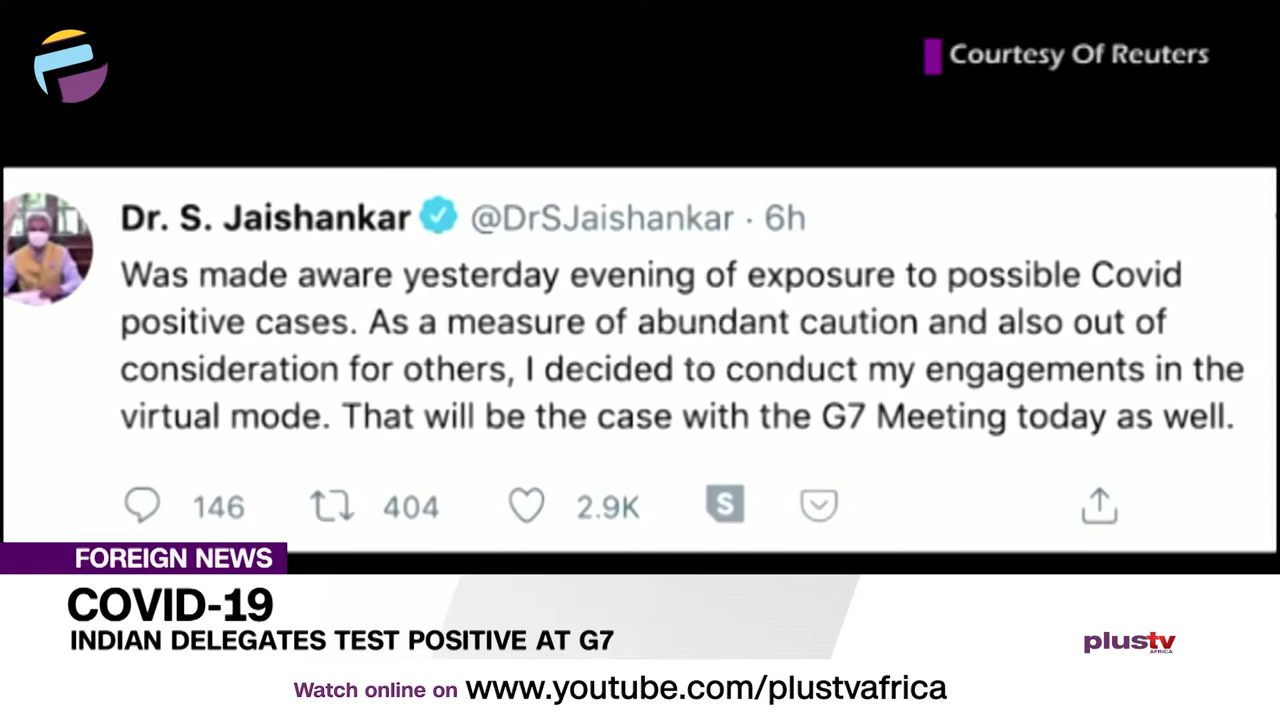 Courtesy Of Reuters
Dr. S. Jaishankar @DrSJaishankar · 6h
Was made aware yesterday evening of exposure to possible Covid
positive cases. As a measure of abundant caution and also out of
consideration for others, I decided to conduct my engagements in the
virtual mode. That will be the case with the G7 Meeting today as well.
146 404 2.9K S
FOREIGN NEWS
COVID-19
INDIAN DELEGATES TEST POSITIVE AT G7
plustv
AFRICA
Watch online on www.youtube.com/plustvafrica